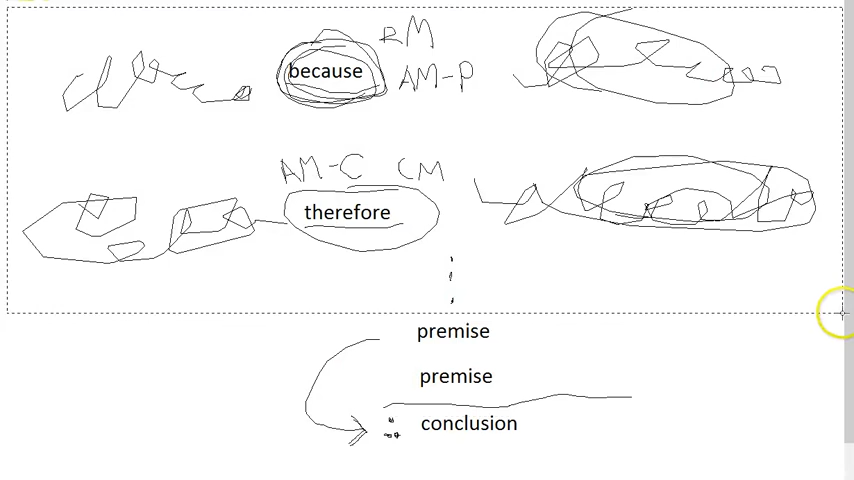 RM
because AM-P
AM-C CM
therefore
premise
premise
conclusion